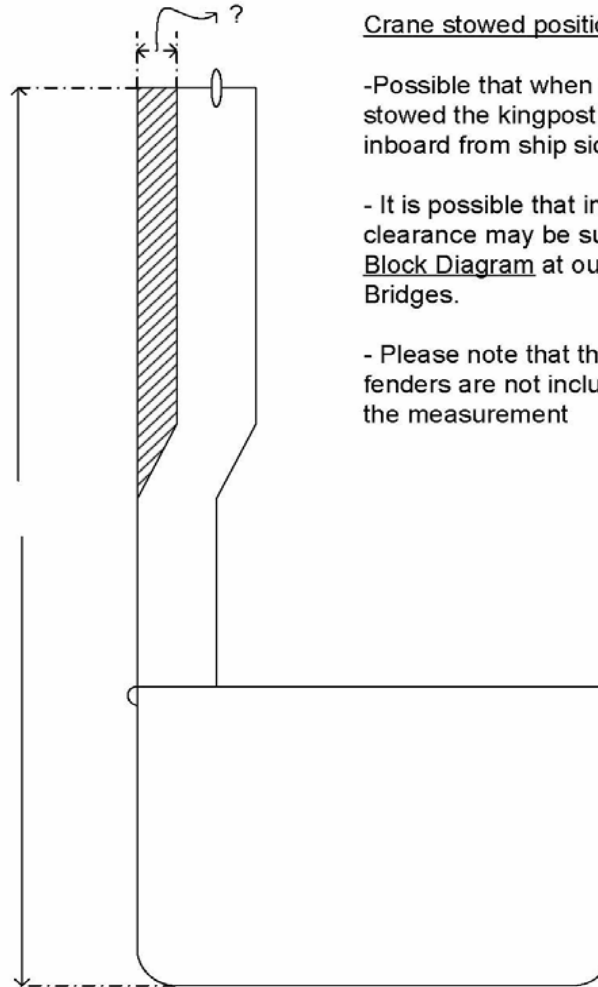 ?
Crane stowed positio
-Possible that when
stowed the kingpost
inboard from ship sid
- It is possible that in
clearance may be su
Block Diagram at ou
Bridges.
- Please note that th
fenders are not inclu
the measurement